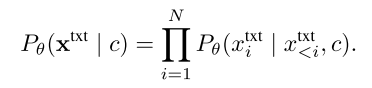 P_θ(𝐱^txt | c) = ∏_{i=1}^{N} P_θ(x_i^txt | x_{<i}^txt, c).